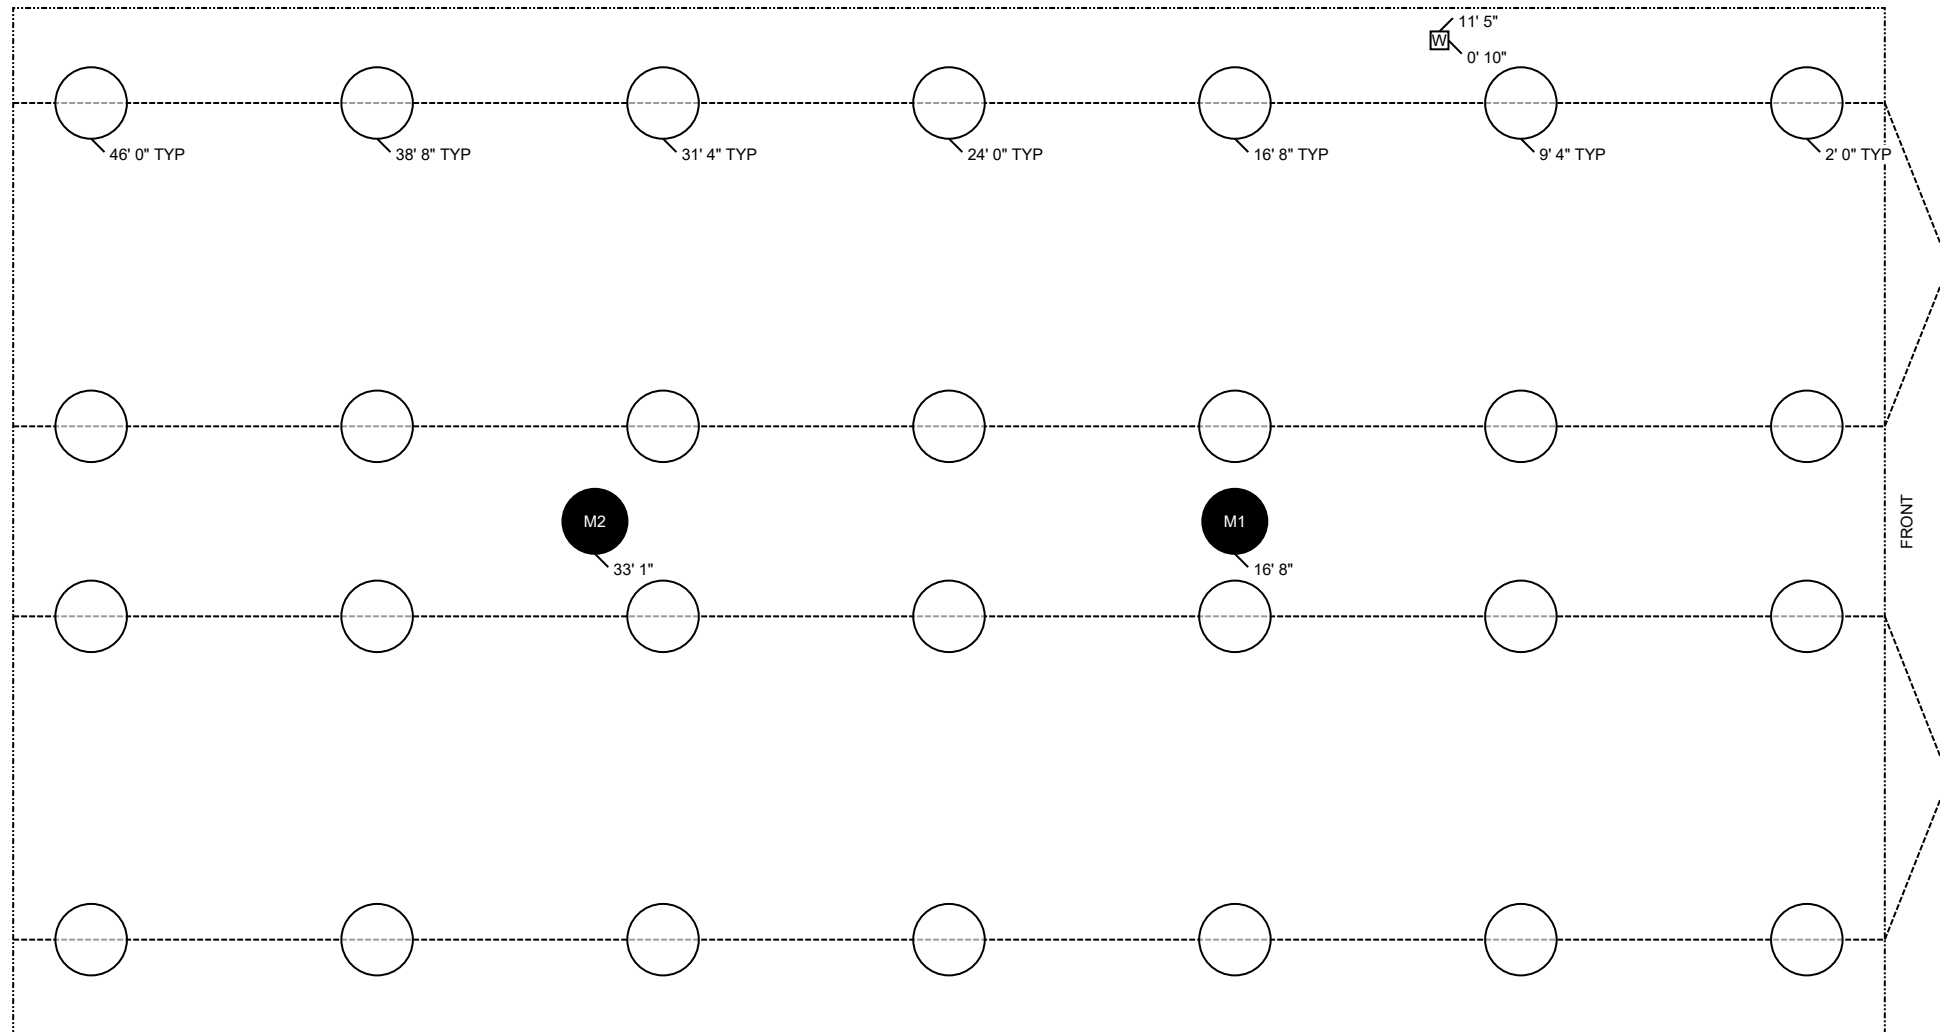 11' 5"
W
0' 10"
46' 0" TYP
38' 8" TYP
31' 4" TYP
24' 0" TYP
16' 8" TYP
9' 4" TYP
2' 0" TYP
FRONT
M2
M1
33' 1"
16' 8"